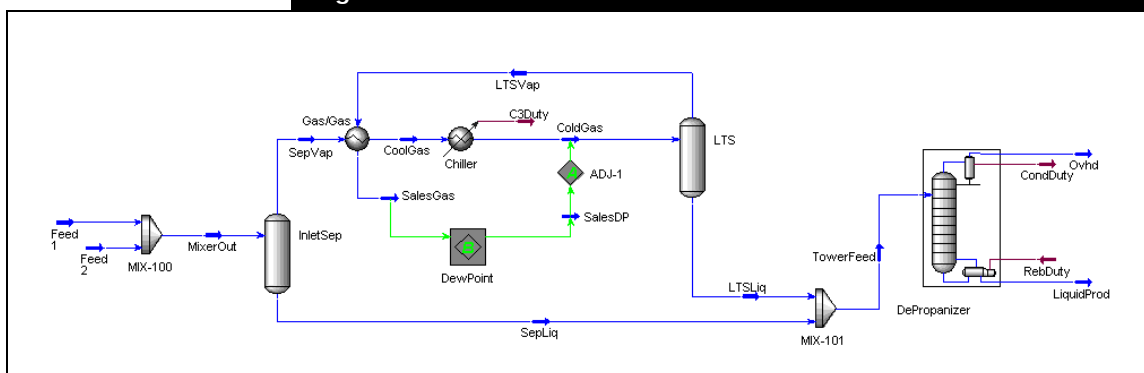 LTSVap
Gas/Gas
C3Duty
ColdGas
LTS
SepVap
CoolGas
Chiller
A
ADJ-1
Ovhd
CondDuty
SalesGas
SalesDP
Feed
1
MixerOut
InletSep
S
Feed
2
MIX-100
DewPoint
TowerFeed
RebDuty
LTSLiq
LiquidProd
DePropanizer
SepLiq
MIX-101